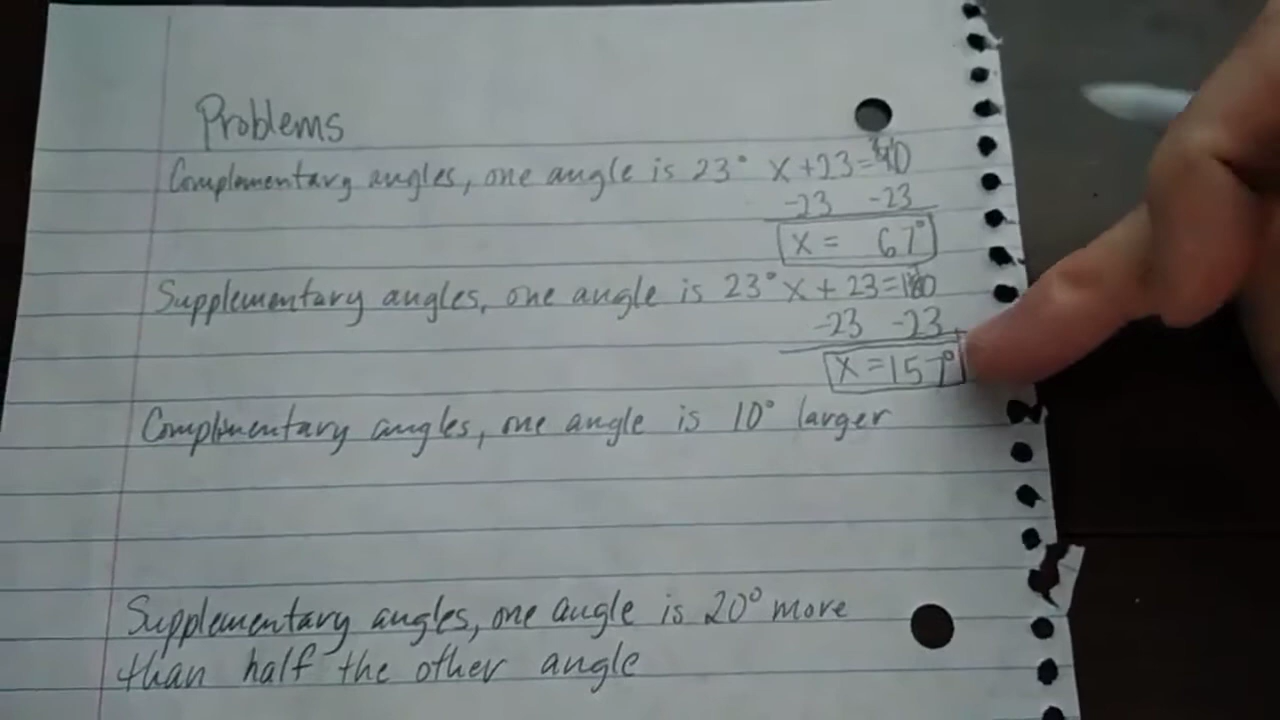 Problems
Complementary angles, one angle is 23° x + 23 = 90
-23 -23
x = 67°
Supplementary angles, one angle is 23° x + 23 = 180
-23 -23
x = 157°
Complimentary angles, one angle is 10° larger
Supplementary angles, one angle is 20° more
than half the other angle